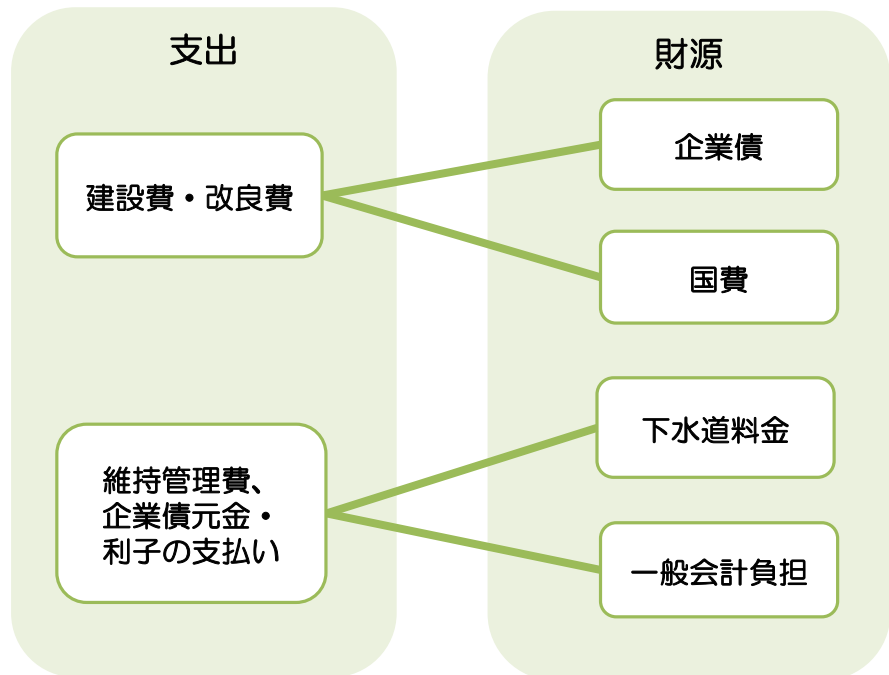 支出
建設費・改良費
維持管理費、
企業債元金・
利子の支払い
財源
企業債
国費
下水道料金
一般会計負担